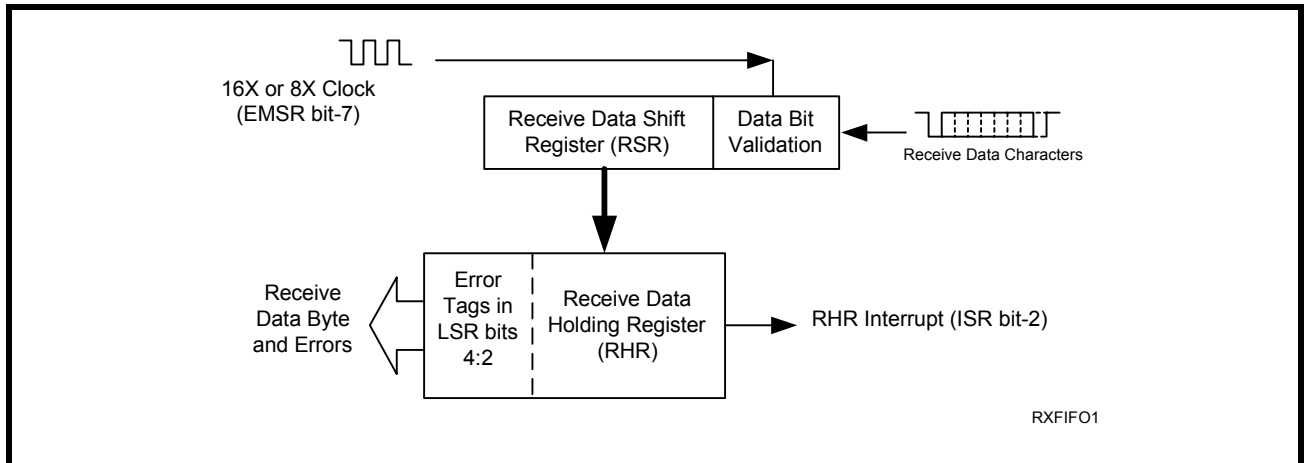 16X or 8X Clock
(EMSR bit-7)
Receive Data Shift
Register (RSR)
Data Bit
Validation
Receive Data Characters
Receive
Data Byte
and Errors
Error
Tags in
LSR bits
4:2
Receive Data
Holding Register
(RHR)
RHR Interrupt (ISR bit-2)
RXFIFO1